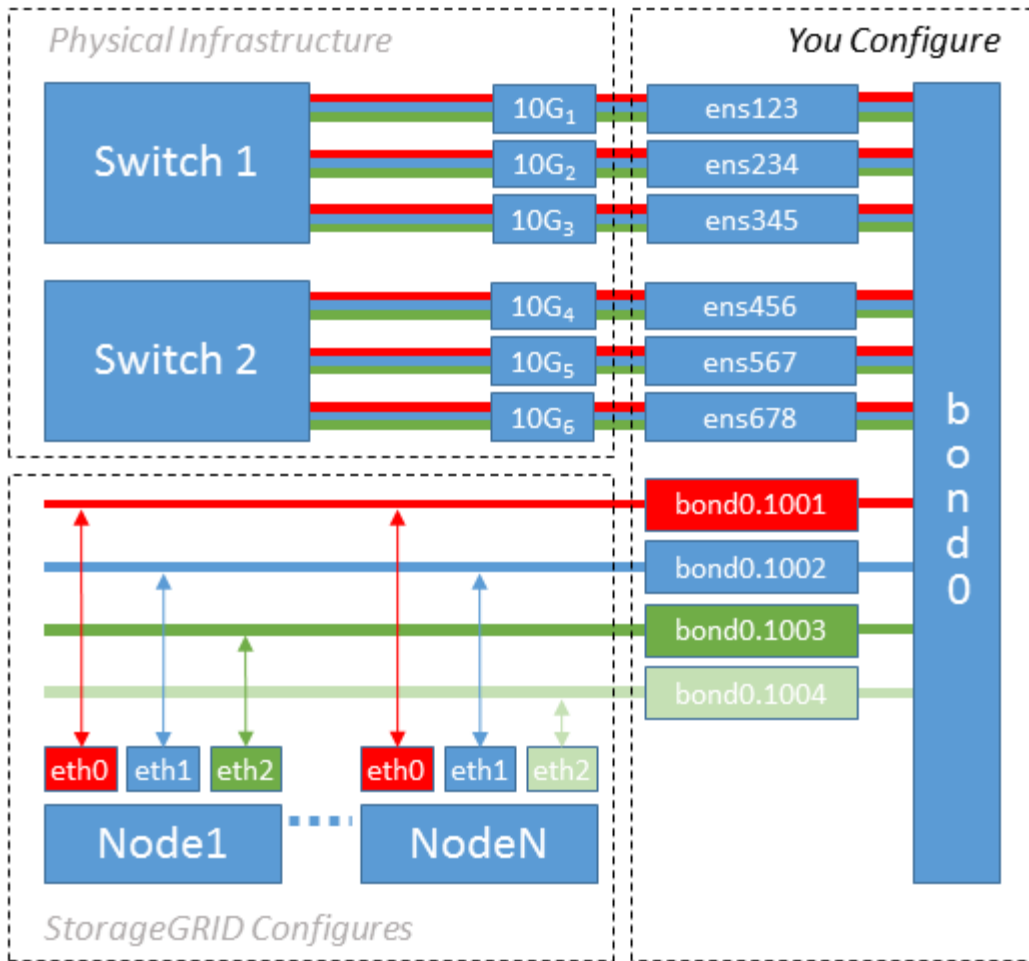 Physical Infrastructure
You Configure
Switch 1
10G₁
ens123
10G₂
ens234
10G₃
ens345
Switch 2
10G₄
ens456
10G₅
ens567
10G₆
ens678
bond0
bond0.1001
bond0.1002
bond0.1003
bond0.1004
eth0 eth1 eth2
eth0 eth1 eth2
Node1
NodeN
StorageGRID Configures